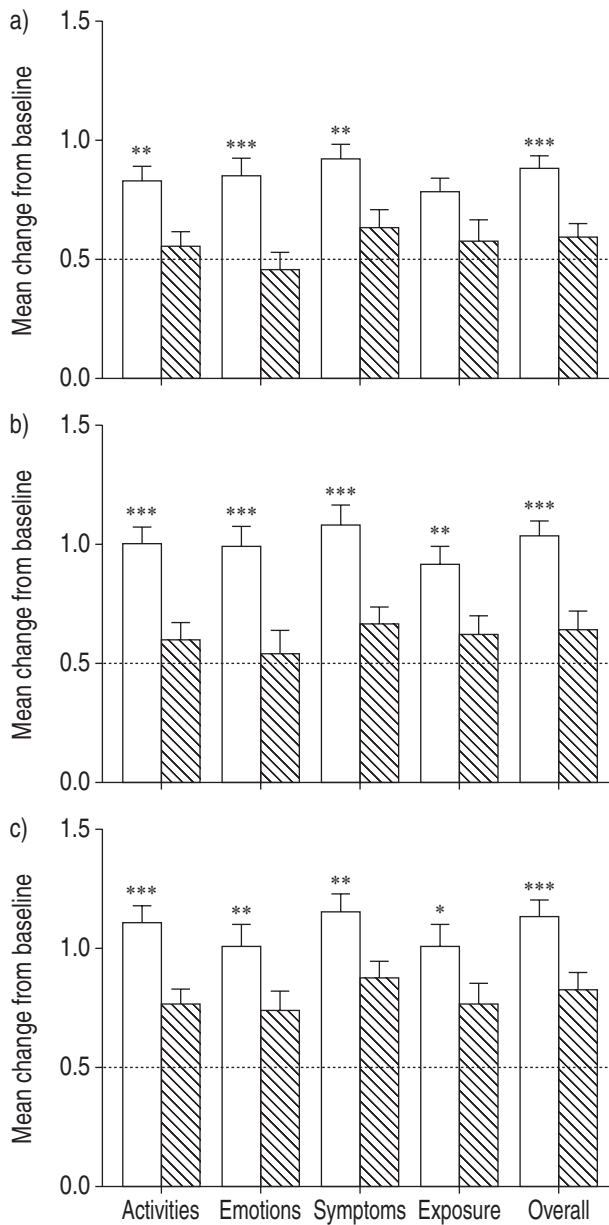 a)
1.5
** *** ** ***
1.0
0.5
0.0
Mean change from baseline
b)
1.5
*** *** *** ** ***
1.0
0.5
0.0
Mean change from baseline
c)
1.5
*** ** ** * ***
1.0
0.5
0.0
Mean change from baseline
Activities Emotions Symptoms Exposure Overall